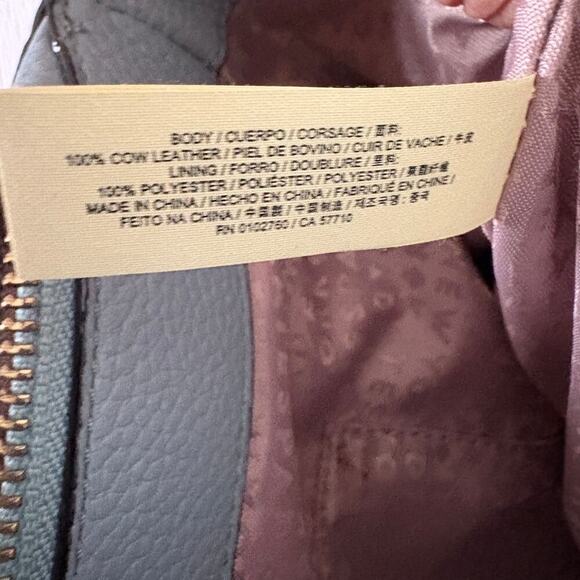 BODY / CUERPO / CORSAGE / 面料:
100% COW LEATHER / PIEL DE BOVINO / CUIR DE VACHE / 牛皮
LINING / FORRO / DOUBLURE / 里料:
100% POLYESTER / POLIÉSTER / POLYESTER / 聚酯纤维
MADE IN CHINA / HECHO EN CHINA / FABRIQUÉ EN CHINE /
FEITO NA CHINA / 中国製 / 中国制造 / 제조국명 : 중국
RN 0102760 / CA 57710